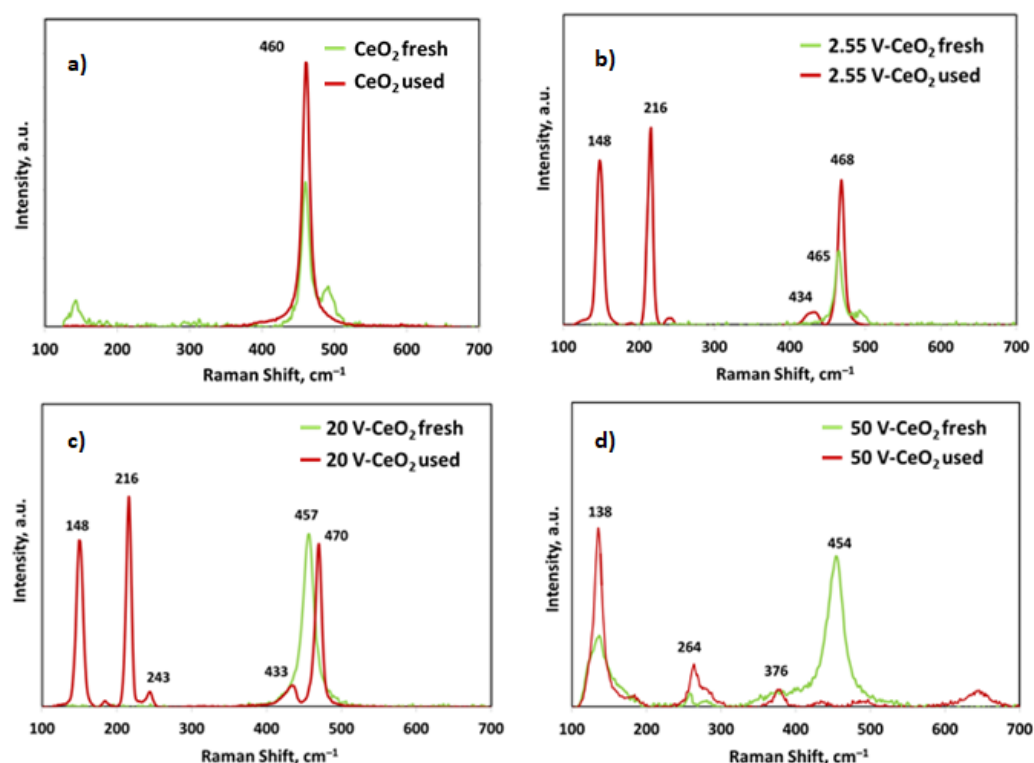 a)
460
CeO₂ fresh
CeO₂ used
Intensity, a.u.
100 200 300 400 500 600 700
Raman Shift, cm⁻¹
b)
2.55 V-CeO₂ fresh
2.55 V-CeO₂ used
148
216
468
465
434
Intensity, a.u.
100 200 300 400 500 600 700
Raman Shift, cm⁻¹
c)
20 V-CeO₂ fresh
20 V-CeO₂ used
216
148
457
470
433
243
Intensity, a.u.
100 200 300 400 500 600 700
Raman Shift, cm⁻¹
d)
50 V-CeO₂ fresh
50 V-CeO₂ used
138
454
264
376
Intensity, a.u.
100 200 300 400 500 600 700
Raman Shift, cm⁻¹